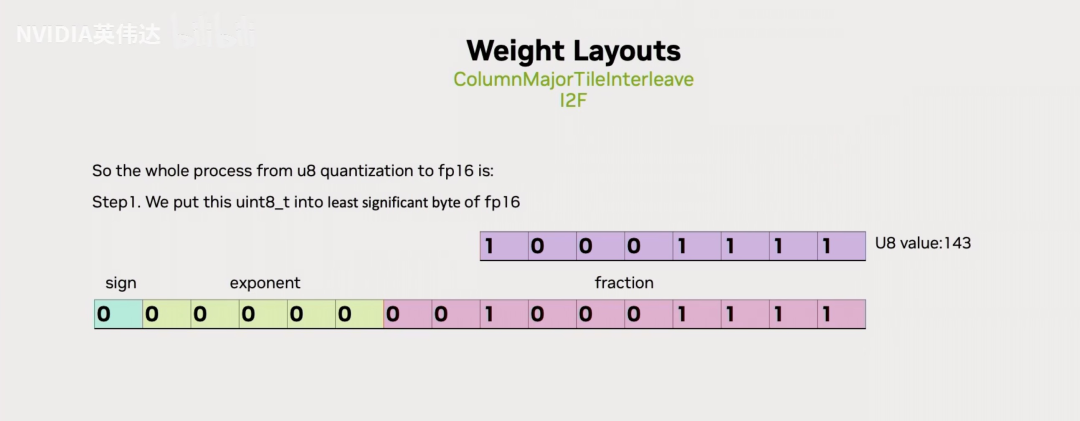 NVIDIA英伟达 bilibili
Weight Layouts
ColumnMajorTileInterleave
I2F
So the whole process from u8 quantization to fp16 is:
Step1. We put this uint8_t into least significant byte of fp16
1 0 0 0 1 1 1 1 U8 value:143
sign exponent fraction
0 0 0 0 0 0 0 0 1 0 0 0 1 1 1 1